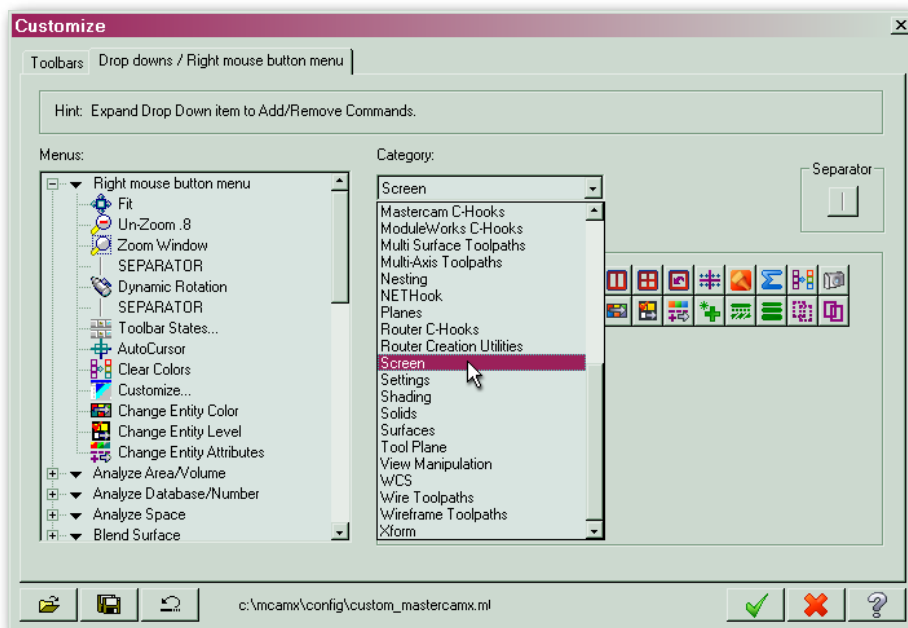 Customize
Toolbars
Drop downs / Right mouse button menu
Hint: Expand Drop Down item to Add/Remove Commands.
Menus:
Right mouse button menu
Fit
Un-Zoom .8
Zoom Window
SEPARATOR
Dynamic Rotation
SEPARATOR
Toolbar States...
AutoCursor
Clear Colors
Customize...
Change Entity Color
Change Entity Level
Change Entity Attributes
Analyze Area/Volume
Analyze Database/Number
Analyze Space
Blend Surface
Category:
Screen
Mastercam C-Hooks
ModuleWorks C-Hooks
Multi Surface Toolpaths
Multi-Axis Toolpaths
Nesting
NETHook
Planes
Router C-Hooks
Router Creation Utilities
Screen
Settings
Shading
Solids
Surfaces
Tool Plane
View Manipulation
WCS
Wire Toolpaths
Wireframe Toolpaths
Xform
Separator
c:\mcamx\config\custom_mastercamx.ml